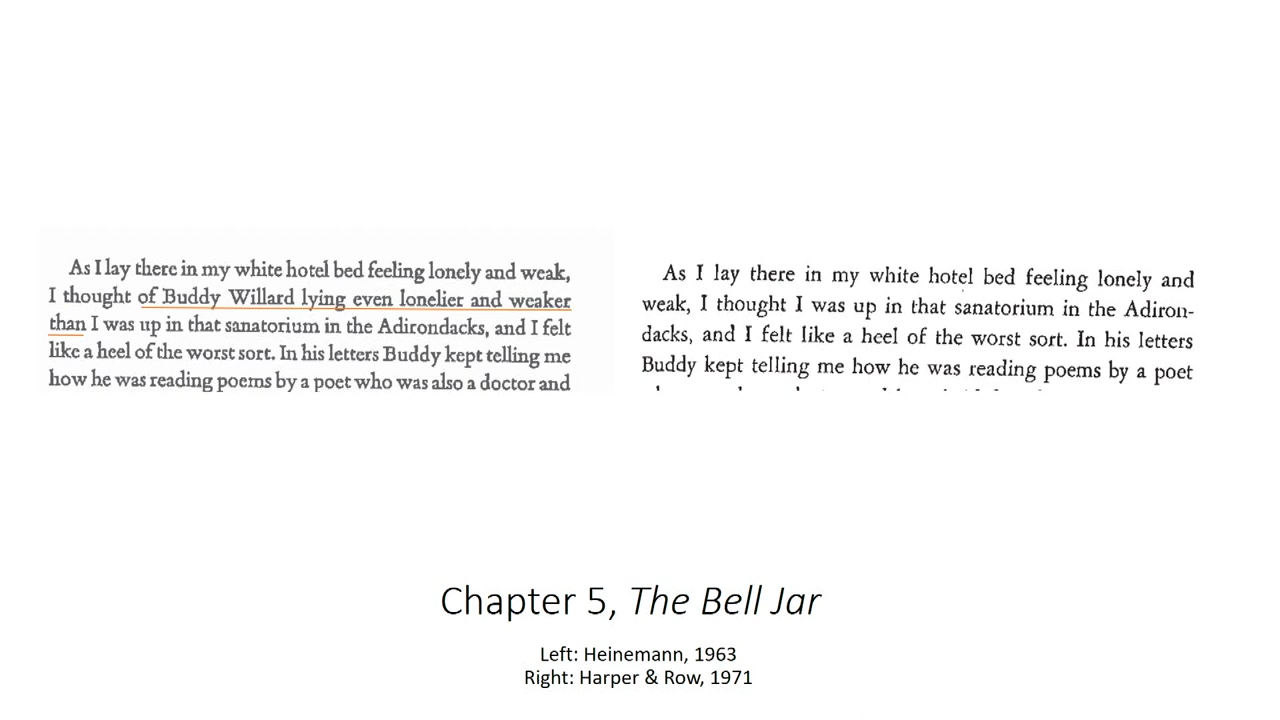 As I lay there in my white hotel bed feeling lonely and weak,
I thought of Buddy Willard lying even lonelier and weaker
than I was up in that sanatorium in the Adirondacks, and I felt
like a heel of the worst sort. In his letters Buddy kept telling me
how he was reading poems by a poet who was also a doctor and
As I lay there in my white hotel bed feeling lonely and
weak, I thought I was up in that sanatorium in the Adiron-
dacks, and I felt like a heel of the worst sort. In his letters
Buddy kept telling me how he was reading poems by a poet
Chapter 5, The Bell Jar
Left: Heinemann, 1963
Right: Harper & Row, 1971